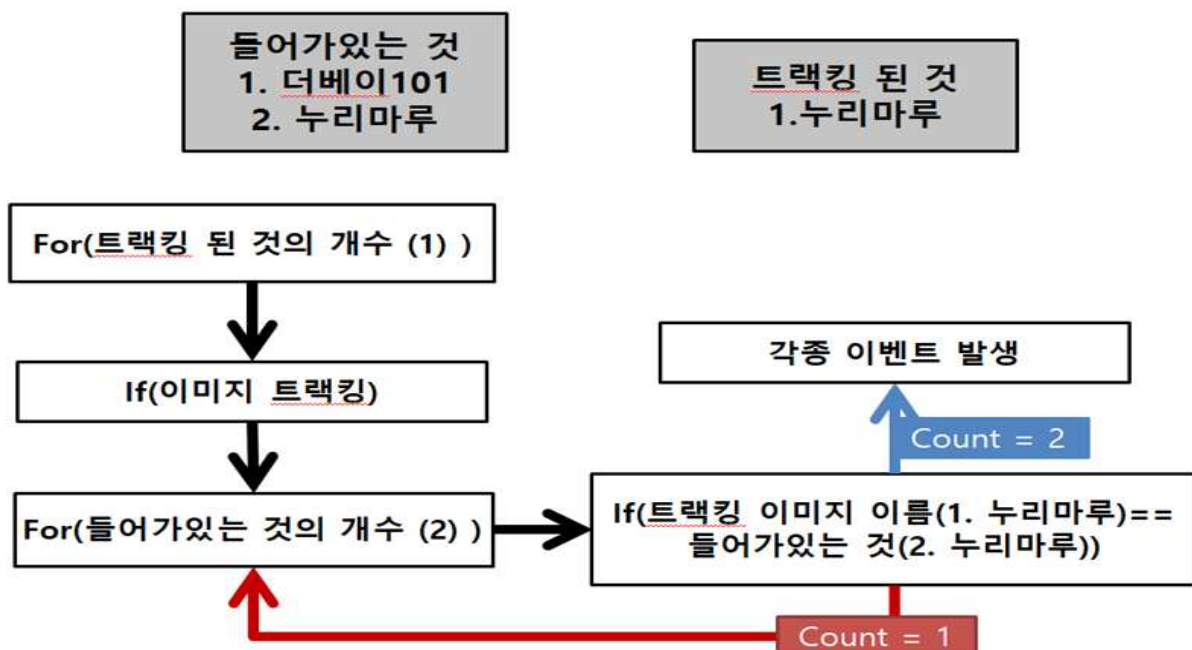 들어가있는 것
1. 더베이101
2. 누리마루
트랙킹 된 것
1.누리마루
For(트랙킹 된 것의 개수 (1) )
If(이미지 트랙킹)
For(들어가있는 것의 개수 (2) )
각종 이벤트 발생
Count = 2
If(트랙킹 이미지 이름(1. 누리마루)==
들어가있는 것(2. 누리마루))
Count = 1